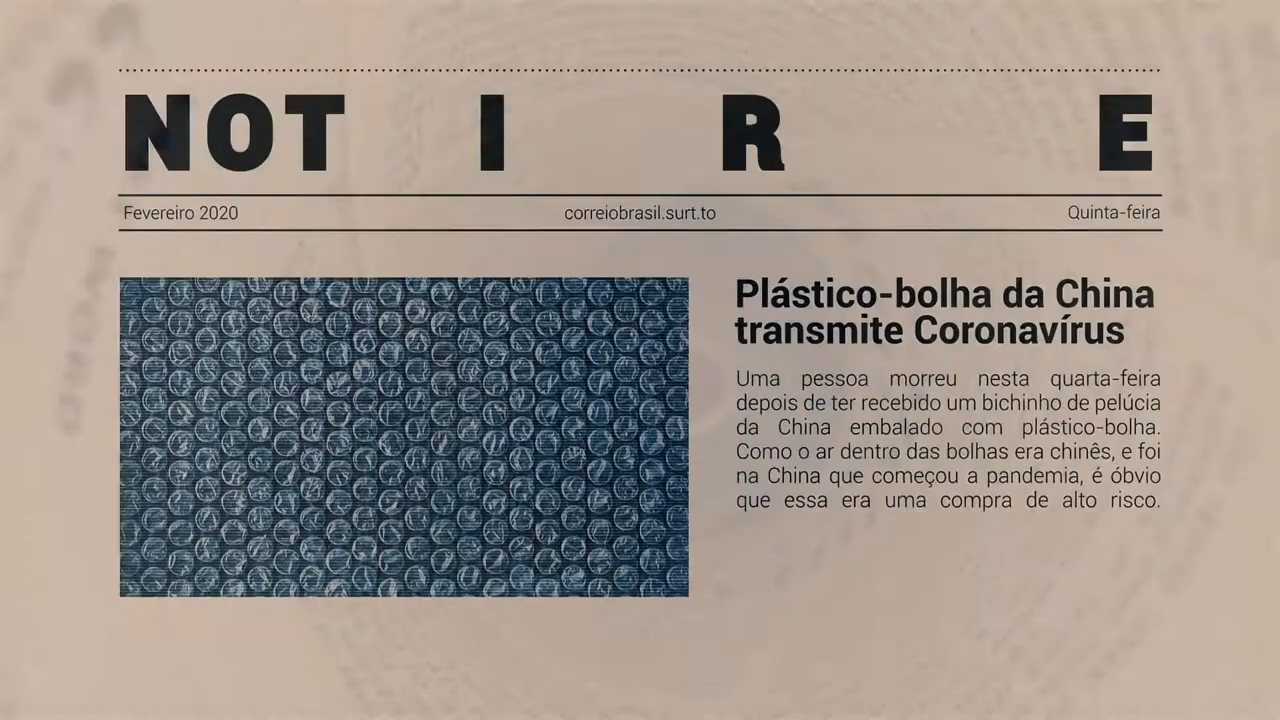 NOT I R E
Fevereiro 2020 correiobrasil.surt.to Quinta-feira
Plástico-bolha da China
transmite Coronavírus
Uma pessoa morreu nesta quarta-feira
depois de ter recebido um bichinho de pelúcia
da China embalado com plástico-bolha.
Como o ar dentro das bolhas era chinês, e foi
na China que começou a pandemia, é óbvio
que essa era uma compra de alto risco.